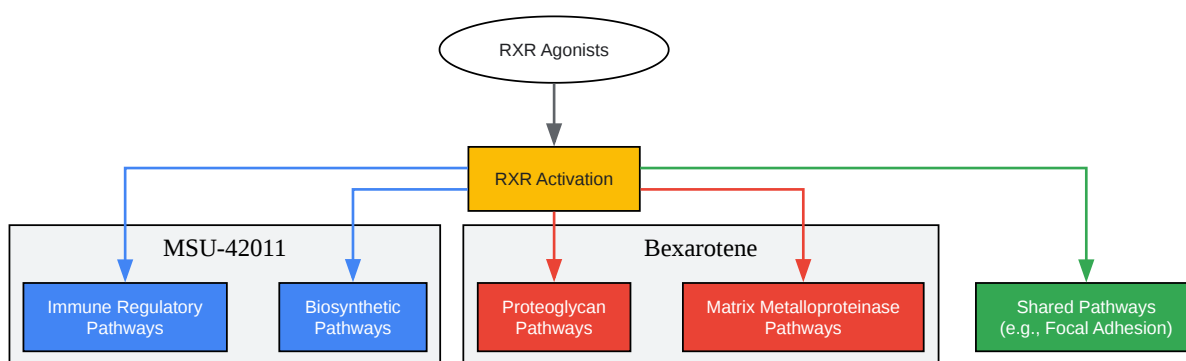 RXR Agonists
RXR Activation
MSU-42011
Bexarotene
Immune Regulatory
Pathways
Biosynthetic
Pathways
Proteoglycan
Pathways
Matrix Metalloproteinase
Pathways
Shared Pathways
(e.g., Focal Adhesion)